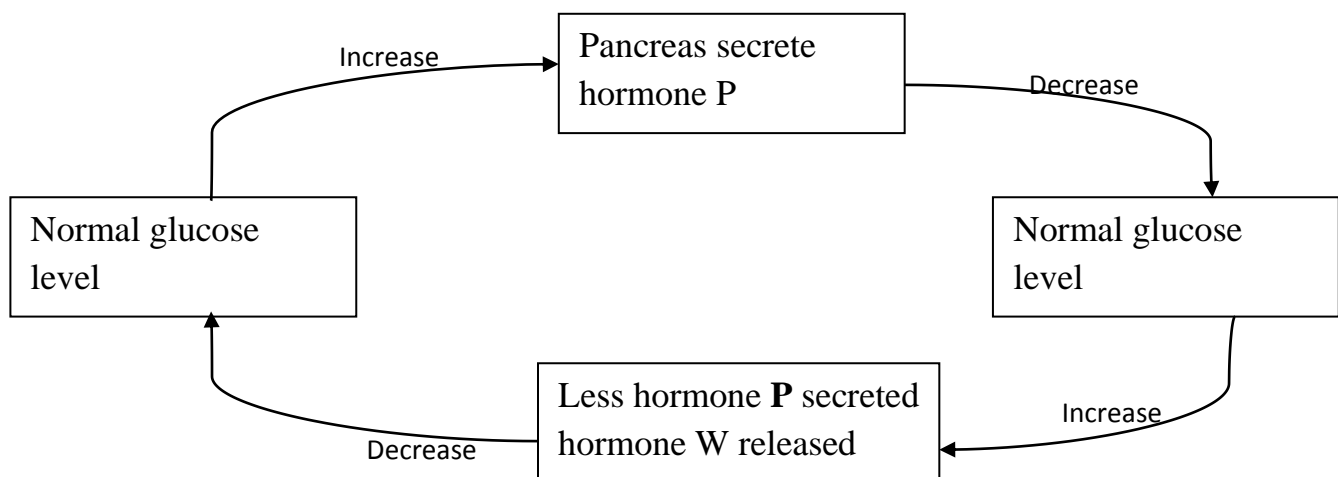 Pancreas secrete
hormone P
Increase
Decrease
Normal glucose
level
Normal glucose
level
Less hormone P secreted
hormone W released
Increase
Decrease